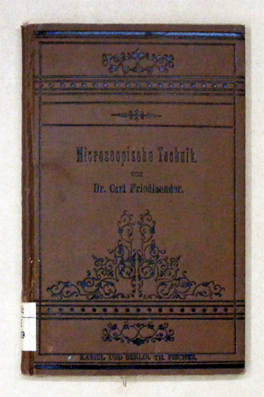 Microscopische Technik.
VON
Dr. Carl Friedlaender.
KASSEL UND BERLIN. TH. FISCHER.